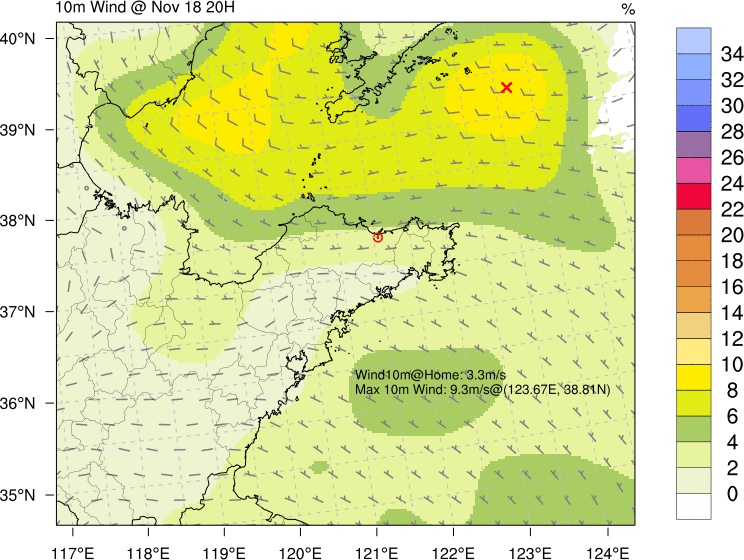 10m Wind @ Nov 18 20H
%
40°N
39°N
38°N
37°N
36°N
35°N
117°E
118°E
119°E
120°E
121°E
122°E
123°E
124°E
Wind10m@Home: 3.3m/s
Max 10m Wind: 9.3m/s@(123.67E, 38.81N)
34
32
30
28
26
24
22
20
18
16
14
12
10
8
6
4
2
0